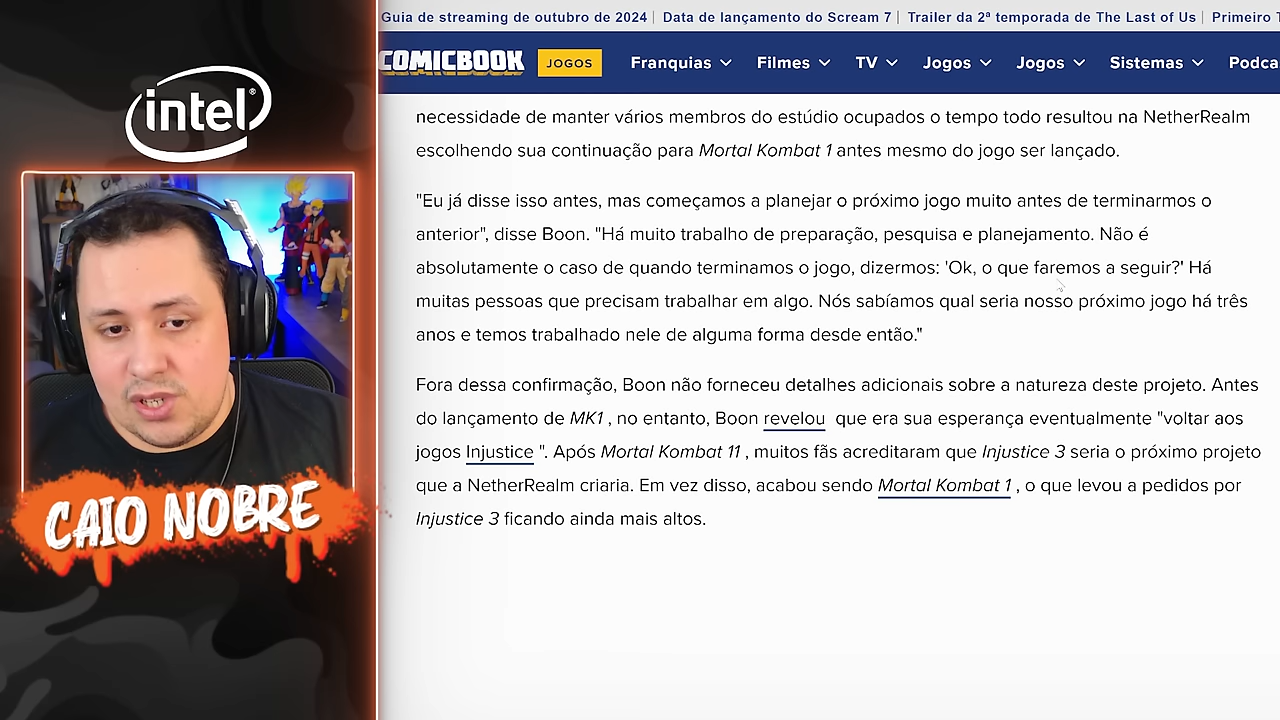 Guia de streaming de outubro de 2024 | Data de lançamento do Scream 7 | Trailer da 2ª temporada de The Last of Us | Primeiro
COMICBOOK JOGOS Franquias Filmes TV Jogos Jogos Sistemas Podca
intel®
necessidade de manter vários membros do estúdio ocupados o tempo todo resultou na NetherRealm
escolhendo sua continuação para Mortal Kombat 1 antes mesmo do jogo ser lançado.
"Eu já disse isso antes, mas começamos a planejar o próximo jogo muito antes de terminarmos o
anterior", disse Boon. "Há muito trabalho de preparação, pesquisa e planejamento. Não é
absolutamente o caso de quando terminamos o jogo, dizermos: 'Ok, o que faremos a seguir?' Há
muitas pessoas que precisam trabalhar em algo. Nós sabíamos qual seria nosso próximo jogo há três
anos e temos trabalhado nele de alguma forma desde então."
Fora dessa confirmação, Boon não forneceu detalhes adicionais sobre a natureza deste projeto. Antes
do lançamento de MK1 , no entanto, Boon revelou que era sua esperança eventualmente "voltar aos
jogos Injustice ". Após Mortal Kombat 11 , muitos fãs acreditaram que Injustice 3 seria o próximo projeto
que a NetherRealm criaria. Em vez disso, acabou sendo Mortal Kombat 1 , o que levou a pedidos por
Injustice 3 ficando ainda mais altos.
CAIO NOBRE